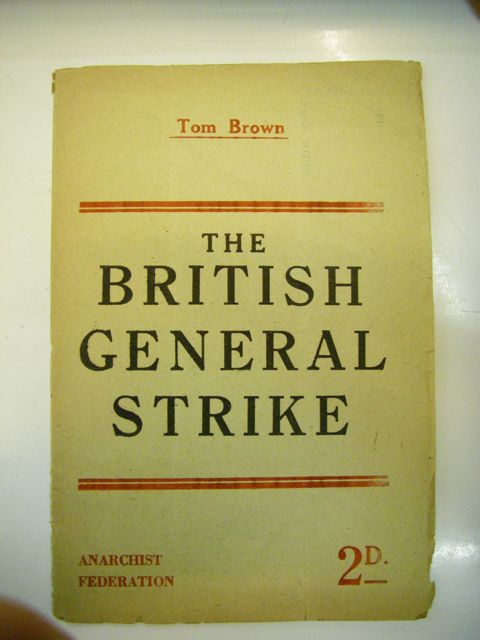 Tom Brown
THE
BRITISH
GENERAL
STRIKE
ANARCHIST
FEDERATION
2D.